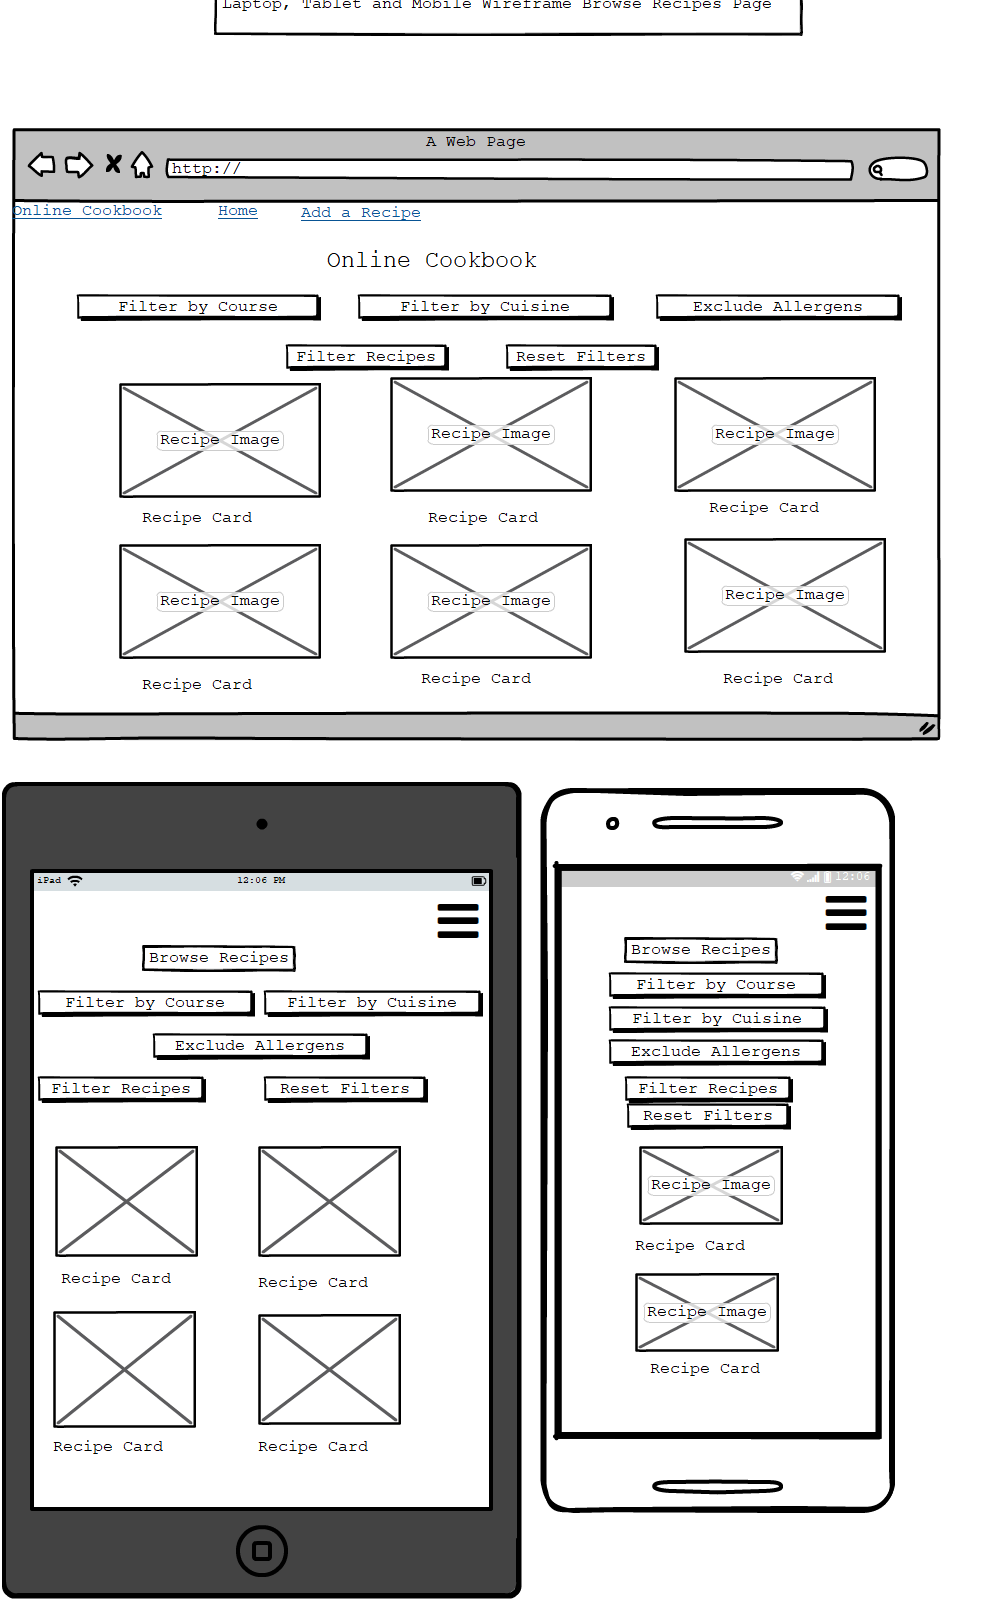 Laptop, Tablet and Mobile Wireframe Browse Recipes Page
A Web Page
http://
Online Cookbook Home Add a Recipe
Online Cookbook
Filter by Course Filter by Cuisine Exclude Allergens
Filter Recipes Reset Filters
Recipe Image Recipe Image Recipe Image
Recipe Card Recipe Card Recipe Card
Recipe Image Recipe Image Recipe Image
Recipe Card Recipe Card Recipe Card
iPad 12:06 PM
Browse Recipes
Filter by Course Filter by Cuisine
Exclude Allergens
Filter Recipes Reset Filters
Recipe Card Recipe Card
Recipe Card Recipe Card
12:06
Browse Recipes
Filter by Course
Filter by Cuisine
Exclude Allergens
Filter Recipes
Reset Filters
Recipe Image
Recipe Card
Recipe Image
Recipe Card